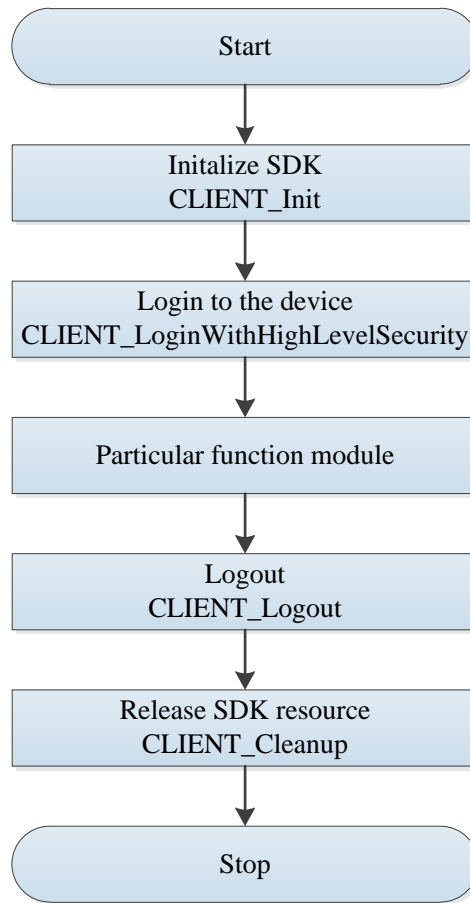 Start
Initalize SDK
CLIENT_Init
Login to the device
CLIENT_LoginWithHighLevelSecurity
Particular function module
Logout
CLIENT_Logout
Release SDK resource
CLIENT_Cleanup
Stop